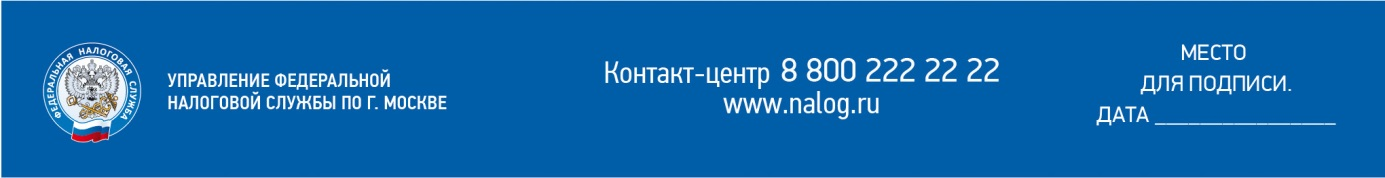 ФЕДЕРАЛЬНАЯ НАЛОГОВАЯ СЛУЖБА
УПРАВЛЕНИЕ ФЕДЕРАЛЬНОЙ
НАЛОГОВОЙ СЛУЖБЫ ПО Г. МОСКВЕ
Контакт-центр 8 800 222 22 22
www.nalog.ru
МЕСТО
ДЛЯ ПОДПИСИ.
ДАТА ________________